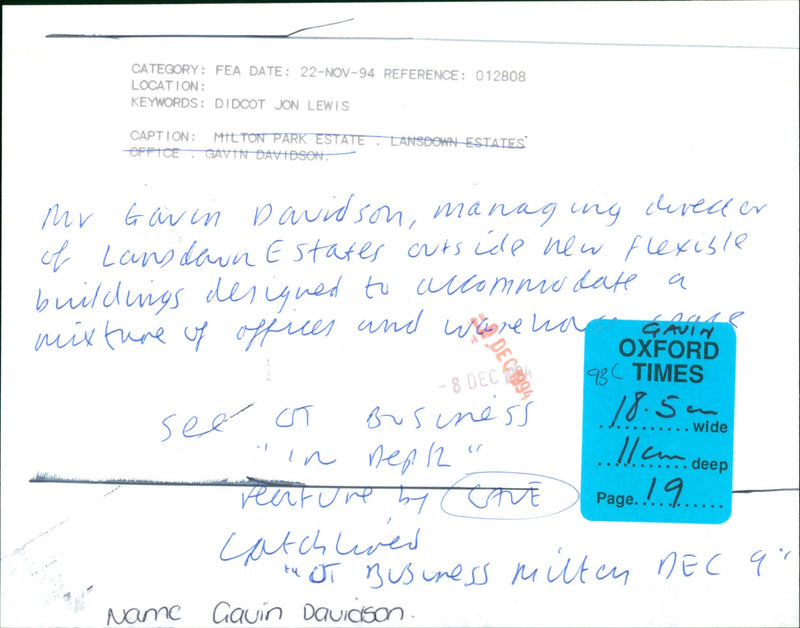 CATEGORY: FEA DATE: 22-NOV-94 REFERENCE: 012808
LOCATION:
KEYWORDS: DIDCOT JON LEWIS
CAPTION: MILTON PARK ESTATE . LANSDOWN ESTATES
OFFICE . GAVIN DAVIDSON.
Mr Gavin Davidson, managing director
of Lansdown Estates outside new flexible
buildings designed to accommodate a
mixture of offices and warehouse space
- 8 DEC 1994
DEC 1994
see OT Business
"in Depth"
feature by CAVE
Catchlined
"OT Business Milton DEC 9"
Name Gavin Davidson.
GAVIN
OXFORD
TIMES
18.5cm wide
11cm deep
Page 19